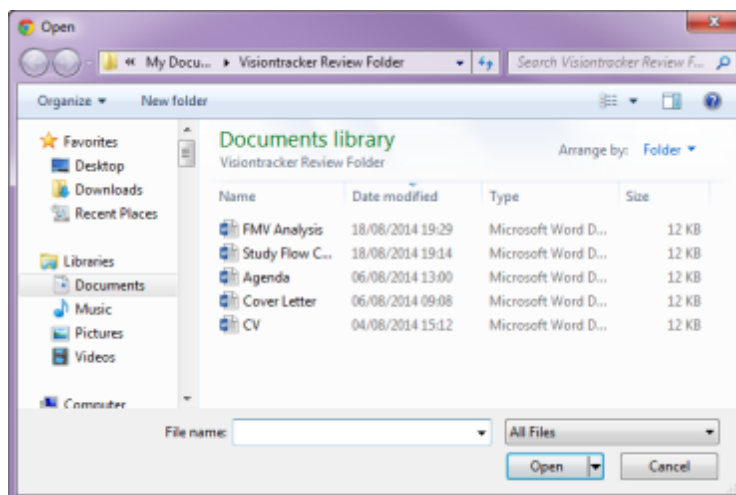 Open
« My Docu... ▸ Visiontracker Review Folder
Search Visiontracker Review F...
Organize ▾ New folder
Favorites
Desktop
Downloads
Recent Places
Libraries
Documents
Music
Pictures
Videos
Computer
Documents library
Visiontracker Review Folder
Arrange by: Folder ▾
Name Date modified Type Size
FMV Analysis 18/08/2014 19:29 Microsoft Word D... 12 KB
Study Flow C... 18/08/2014 19:14 Microsoft Word D... 12 KB
Agenda 06/08/2014 13:00 Microsoft Word D... 12 KB
Cover Letter 06/08/2014 09:08 Microsoft Word D... 12 KB
CV 04/08/2014 15:12 Microsoft Word D... 12 KB
File name:
All Files
Open
Cancel